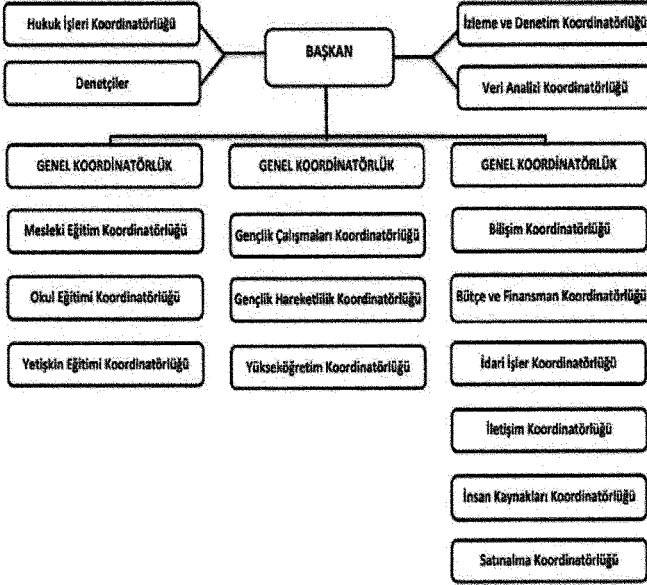 Hukuk İşleri Koordinatörlüğü
Denetçiler
BAŞKAN
İzleme ve Denetim Koordinatörlüğü
Veri Analizi Koordinatörlüğü
GENEL KOORDİNATÖRLÜK
Mesleki Eğitim Koordinatörlüğü
Okul Eğitimi Koordinatörlüğü
Yetişkin Eğitimi Koordinatörlüğü
GENEL KOORDİNATÖRLÜK
Gençlik Çalışmaları Koordinatörlüğü
Gençlik Hareketlilik Koordinatörlüğü
Yükseköğretim Koordinatörlüğü
GENEL KOORDİNATÖRLÜK
Bilişim Koordinatörlüğü
Bütçe ve Finansman Koordinatörlüğü
İdari İşler Koordinatörlüğü
İletişim Koordinatörlüğü
İnsan Kaynakları Koordinatörlüğü
Satınalma Koordinatörlüğü